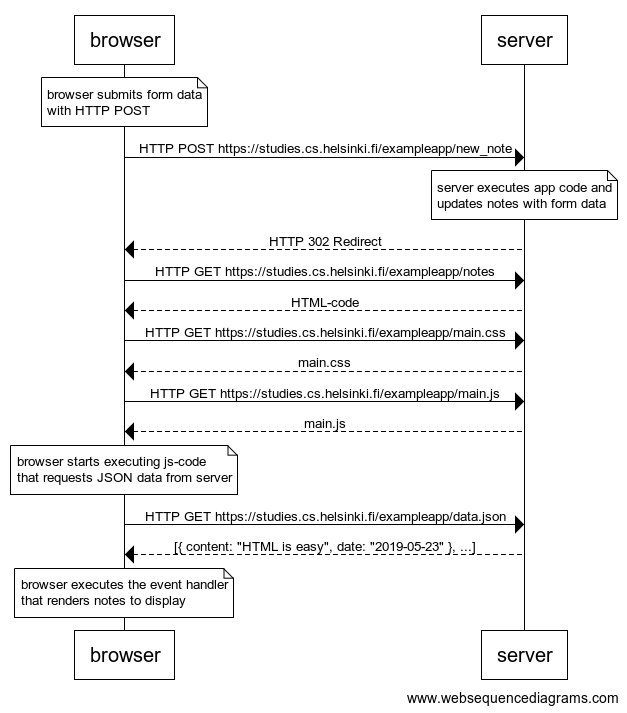 browser
server
browser submits form data
with HTTP POST
HTTP POST https://studies.cs.helsinki.fi/exampleapp/new_note
server executes app code and
updates notes with form data
HTTP 302 Redirect
HTTP GET https://studies.cs.helsinki.fi/exampleapp/notes
HTML-code
HTTP GET https://studies.cs.helsinki.fi/exampleapp/main.css
main.css
HTTP GET https://studies.cs.helsinki.fi/exampleapp/main.js
main.js
browser starts executing js-code
that requests JSON data from server
HTTP GET https://studies.cs.helsinki.fi/exampleapp/data.json
[{ content: "HTML is easy", date: "2019-05-23" }, ...]
browser executes the event handler
that renders notes to display
browser
server
www.websequencediagrams.com